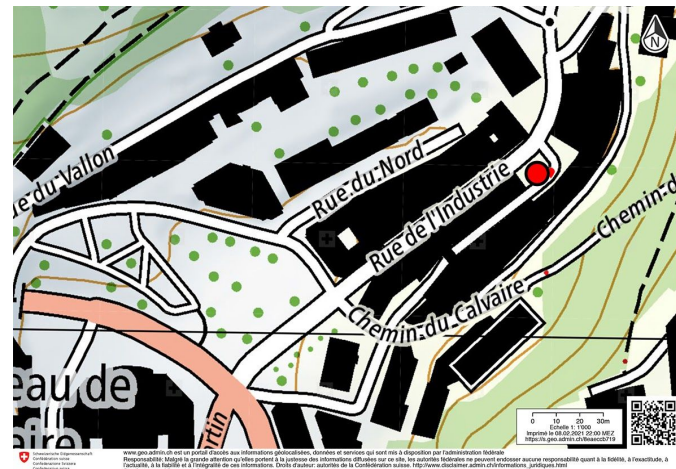 N
re du Vallon
Rue du Nord
Rue de l'Industrie
Chemin d
Chemin du Calvaire
eau de
aire
artin
0 10 20 30m
Echelle 1: 1'000
Imprimé le 08.02.2021 22:00 MEZ
https://s.geo.admin.ch/8eaeccb719
Schweizerische Eidgenossenschaft
Confédération suisse
Confederazione Svizzera
Confederaziun svizra
www.geo.admin.ch est un portail d'accès aux informations géolocalisées, données et services qui sont mis à disposition par l'administration fédérale
Responsabilité: Malgré la grande attention qu'elles portent à la justesse des informations diffusées sur ce site, les autorités fédérales ne peuvent endosser aucune responsabilité quant à la fidélité, à l'exactitude, à
l'actualité, à la fiabilité et à l'intégralité de ces informations. Droits d'auteur: autorités de la Confédération suisse. http://www.disclaimer.admin.ch/informations_juridiques.html